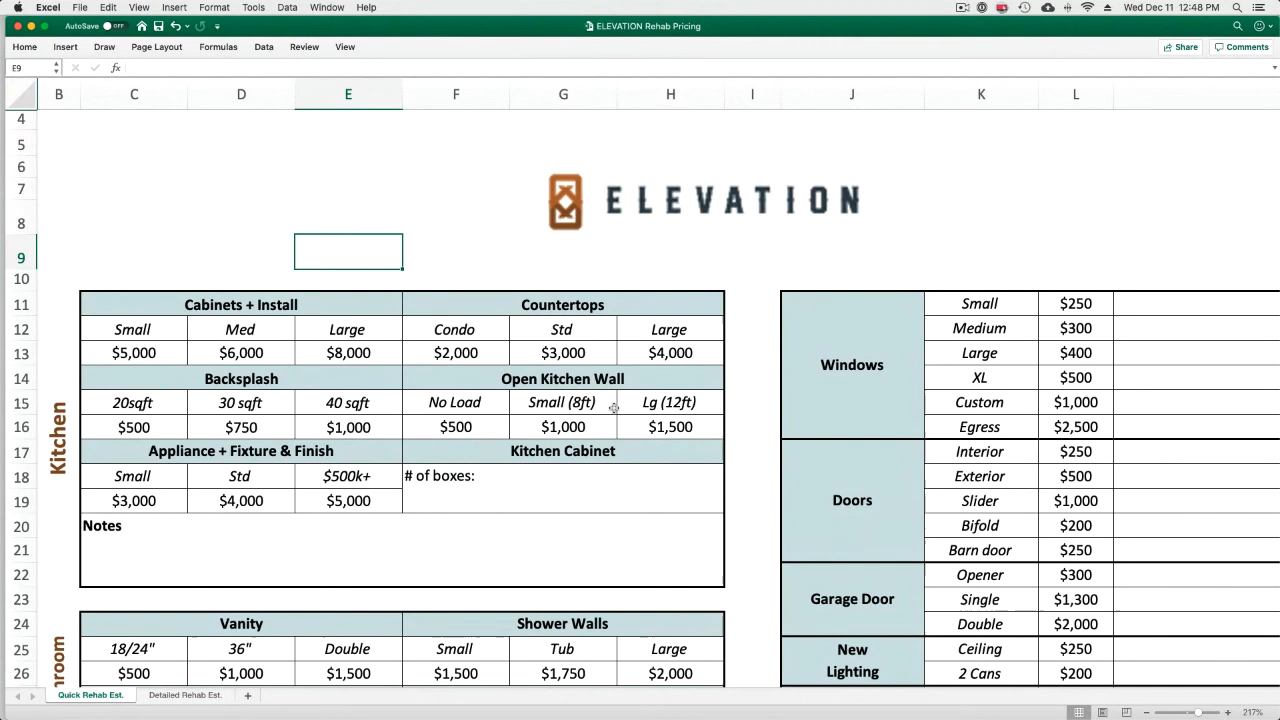 Excel File Edit View Insert Format Tools Data Window Help Wed Dec 11 12:48 PM
AutoSave OFF ELEVATION Rehab Pricing
Home Insert Draw Page Layout Formulas Data Review View Share Comments
E9 fx
B C D E F G H I J K L
4
5
6
7
ELEVATION
8
9
10
11 Cabinets + Install Countertops Small $250
12 Small Med Large Condo Std Large Medium $300
13 $5,000 $6,000 $8,000 $2,000 $3,000 $4,000 Large $400
Windows
14 Backsplash Open Kitchen Wall XL $500
15 20sqft 30 sqft 40 sqft No Load Small (8ft) Lg (12ft) Custom $1,000
16 $500 $750 $1,000 $500 $1,000 $1,500 Egress $2,500
Kitchen
17 Appliance + Fixture & Finish Kitchen Cabinet Interior $250
18 Small Std $500k+ # of boxes: Exterior $500
19 $3,000 $4,000 $5,000 Doors Slider $1,000
20 Notes Bifold $200
21 Barn door $250
22 Opener $300
23 Garage Door Single $1,300
24 Vanity Shower Walls Double $2,000
25 18/24" 36" Double Small Tub Large New Ceiling $250
26 $500 $1,000 $1,500 $1,500 $1,750 $2,000 Lighting 2 Cans $200
nroom
Quick Rehab Est. Detailed Rehab Est. +
217%